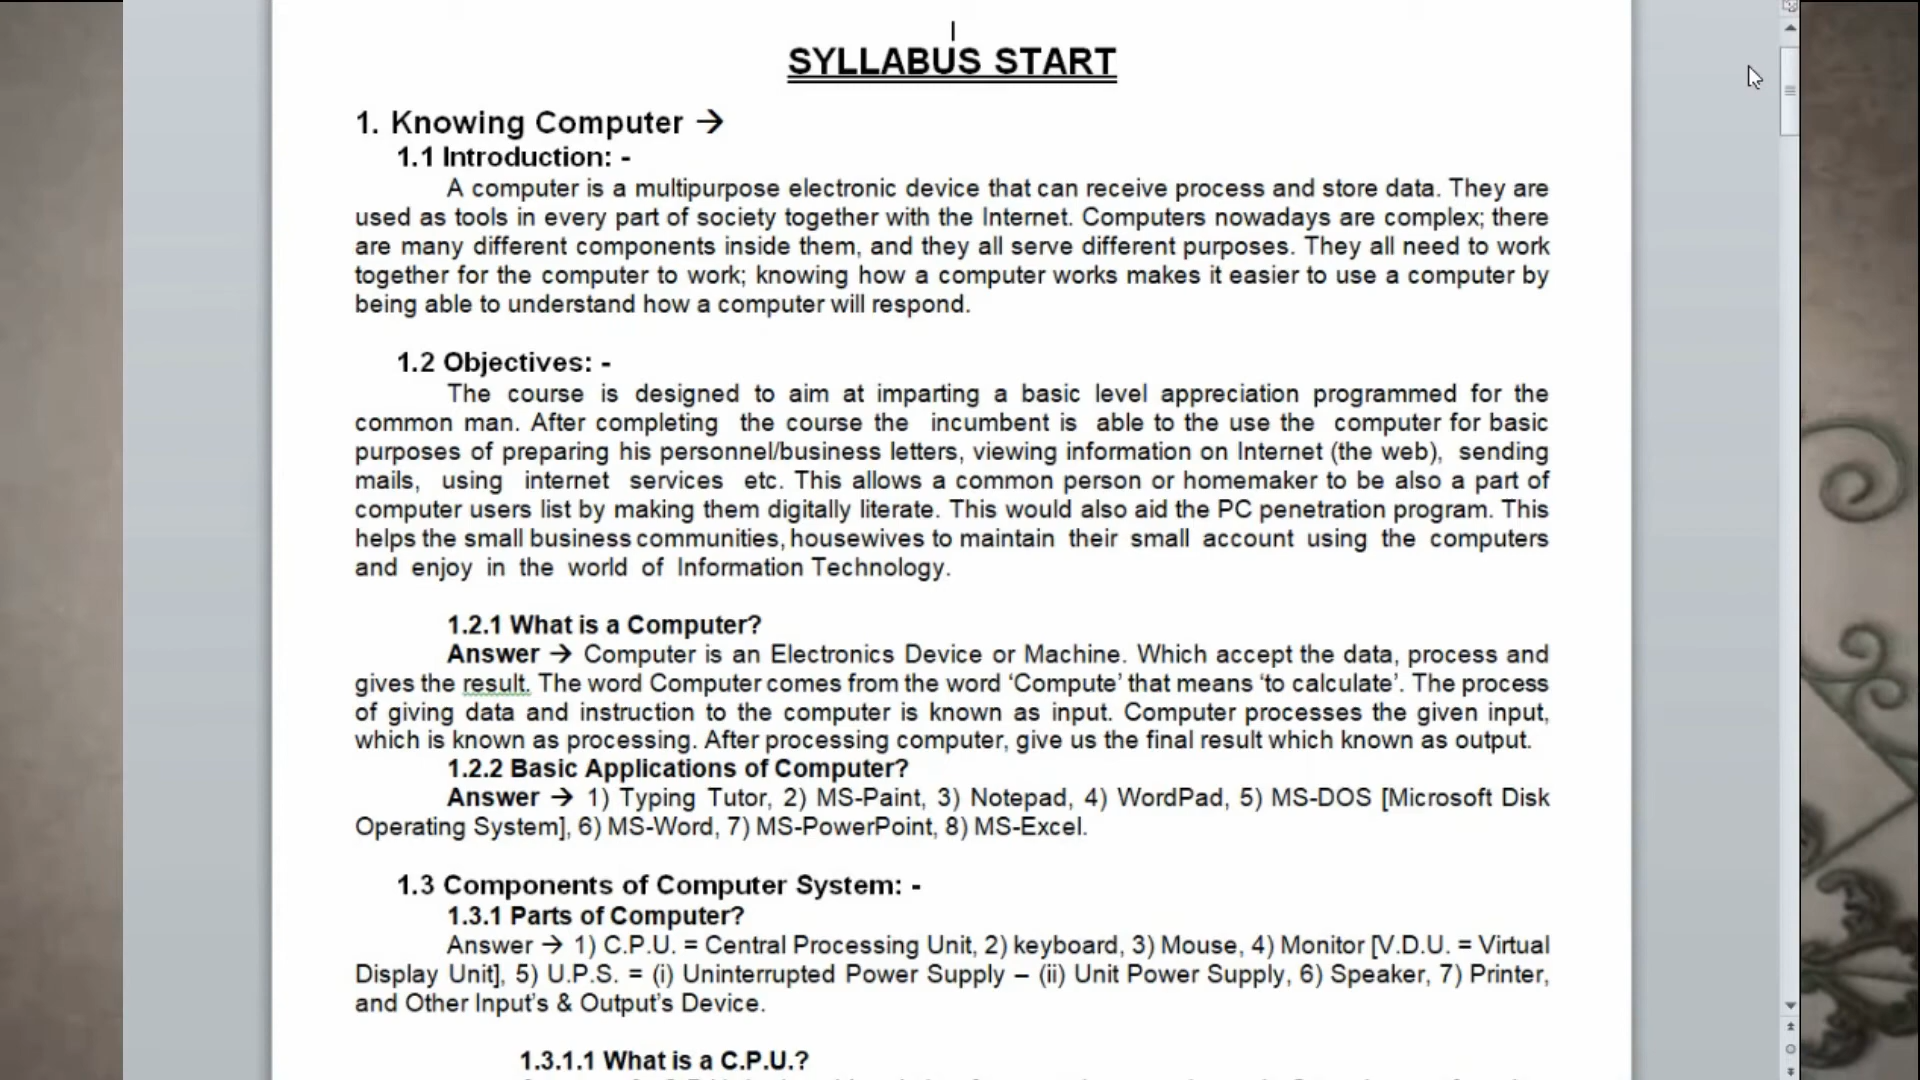 SYLLABUS START
1. Knowing Computer →
1.1 Introduction: -
A computer is a multipurpose electronic device that can receive process and store data. They are
used as tools in every part of society together with the Internet. Computers nowadays are complex; there
are many different components inside them, and they all serve different purposes. They all need to work
together for the computer to work; knowing how a computer works makes it easier to use a computer by
being able to understand how a computer will respond.
1.2 Objectives: -
The course is designed to aim at imparting a basic level appreciation programmed for the
common man. After completing the course the incumbent is able to the use the computer for basic
purposes of preparing his personnel/business letters, viewing information on Internet (the web), sending
mails, using internet services etc. This allows a common person or homemaker to be also a part of
computer users list by making them digitally literate. This would also aid the PC penetration program. This
helps the small business communities, housewives to maintain their small account using the computers
and enjoy in the world of Information Technology.
1.2.1 What is a Computer?
Answer → Computer is an Electronics Device or Machine. Which accept the data, process and
gives the result. The word Computer comes from the word ‘Compute’ that means ‘to calculate’. The process
of giving data and instruction to the computer is known as input. Computer processes the given input,
which is known as processing. After processing computer, give us the final result which known as output.
1.2.2 Basic Applications of Computer?
Answer → 1) Typing Tutor, 2) MS-Paint, 3) Notepad, 4) WordPad, 5) MS-DOS [Microsoft Disk
Operating System], 6) MS-Word, 7) MS-PowerPoint, 8) MS-Excel.
1.3 Components of Computer System: -
1.3.1 Parts of Computer?
Answer → 1) C.P.U. = Central Processing Unit, 2) keyboard, 3) Mouse, 4) Monitor [V.D.U. = Virtual
Display Unit], 5) U.P.S. = (i) Uninterrupted Power Supply – (ii) Unit Power Supply, 6) Speaker, 7) Printer,
and Other Input’s & Output’s Device.
1.3.1.1 What is a C.P.U.?